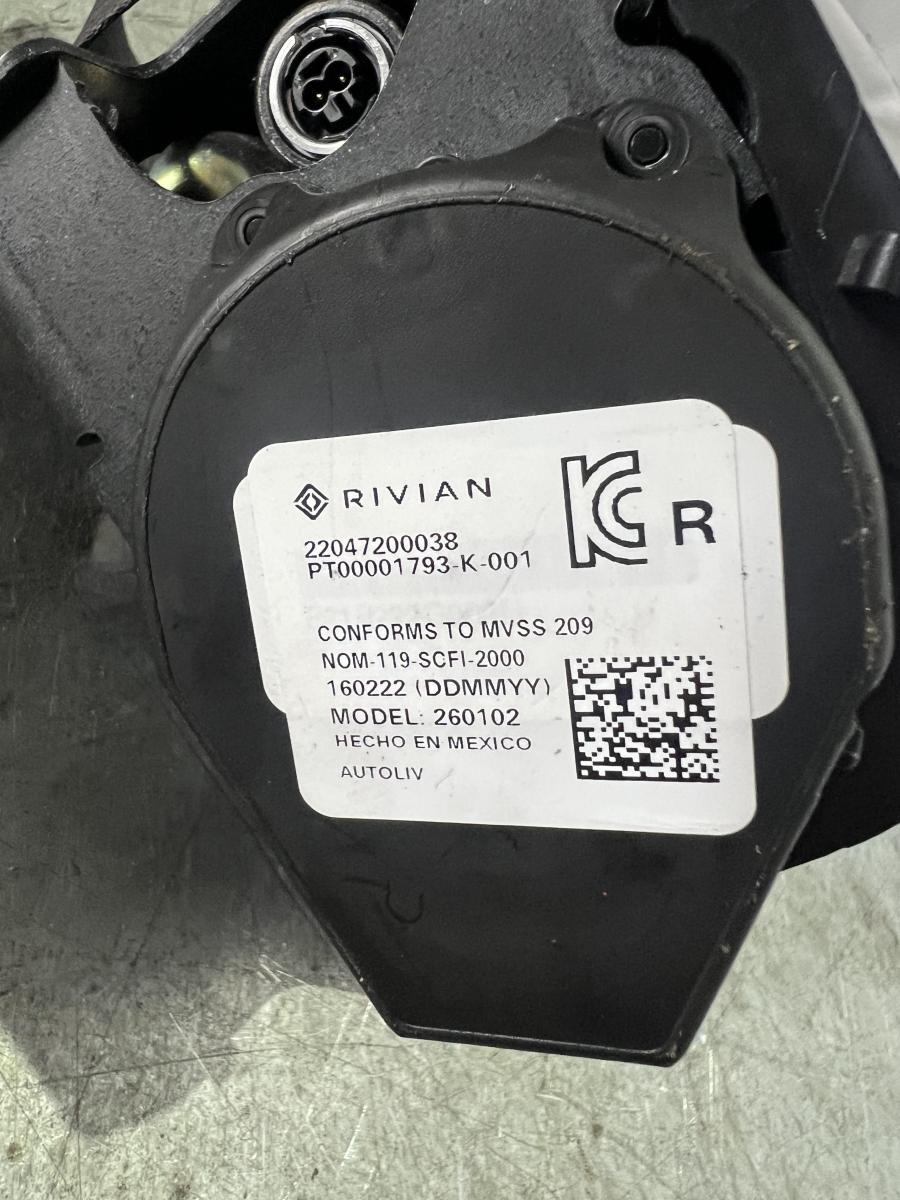 RIVIAN
KC R
22047200038
PT00001793-K-001
CONFORMS TO MVSS 209
NOM-119-SCFI-2000
160222 (DDMMYY)
MODEL: 260102
HECHO EN MEXICO
AUTOLIV